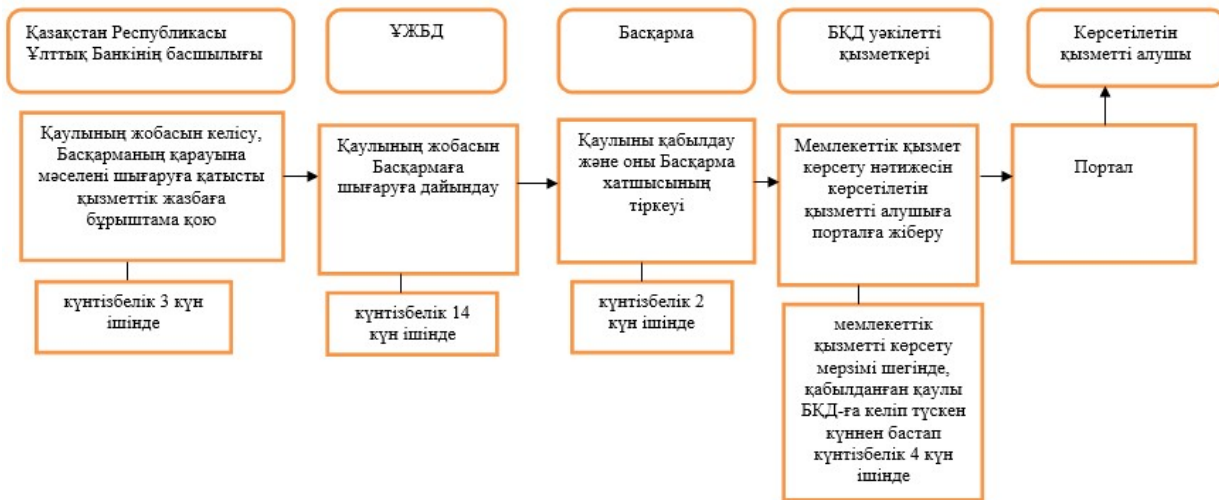 Қазақстан Республикасы
Ұлттық Банкінің басшылығы
ҰЖБД
Басқарма
БҚД уәкілетті
қызметкері
Көрсетілетін
қызметті алушы
Қаулының жобасын келісу,
Басқарманың қарауына
мәселені шығаруға қатысты
қызметтік жазбаға
бұрыштама қою
Қаулының жобасын
Басқармаға
шығаруға дайындау
Қаулыны қабылдау
және оны Басқарма
хатшысының
тіркеуі
Мемлекеттік қызмет
көрсету нәтижесін
көрсетілетін
қызметті алушыға
порталға жіберу
Портал
күнтізбелік 3 күн
ішінде
күнтізбелік 14
күн ішінде
күнтізбелік 2
күн ішінде
мемлекеттік
қызметті көрсету
мерзімі шегінде,
қабылданған қаулы
БҚД-ға келіп түскен
күннен бастап
күнтізбелік 4 күн
ішінде